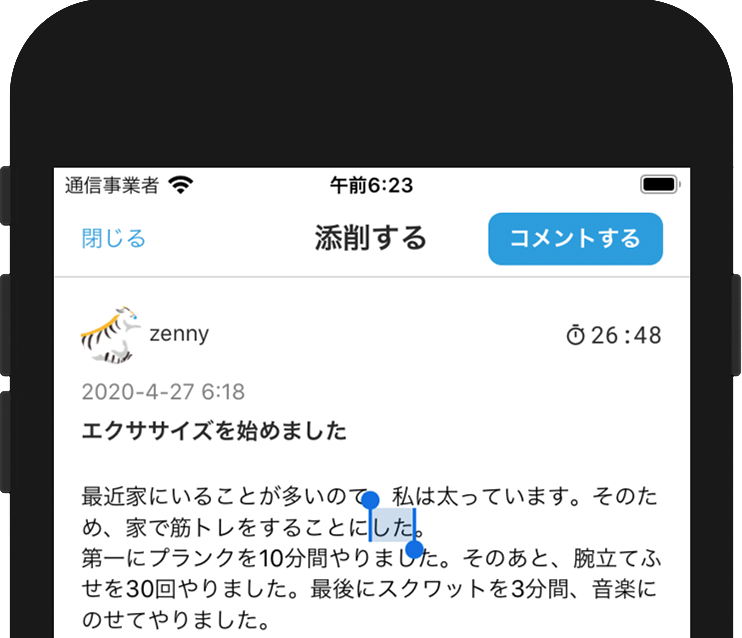 通信事業者
午前6:23
閉じる
添削する
コメントする
zenny
26:48
2020-4-27 6:18
エクササイズを始めました
最近家にいることが多いので、私は太っています。そのた
め、家で筋トレをすることにした。
第一にプランクを10分間やりました。そのあと、腕立てふ
せを30回やりました。最後にスクワットを3分間、音楽に
のせてやりました。